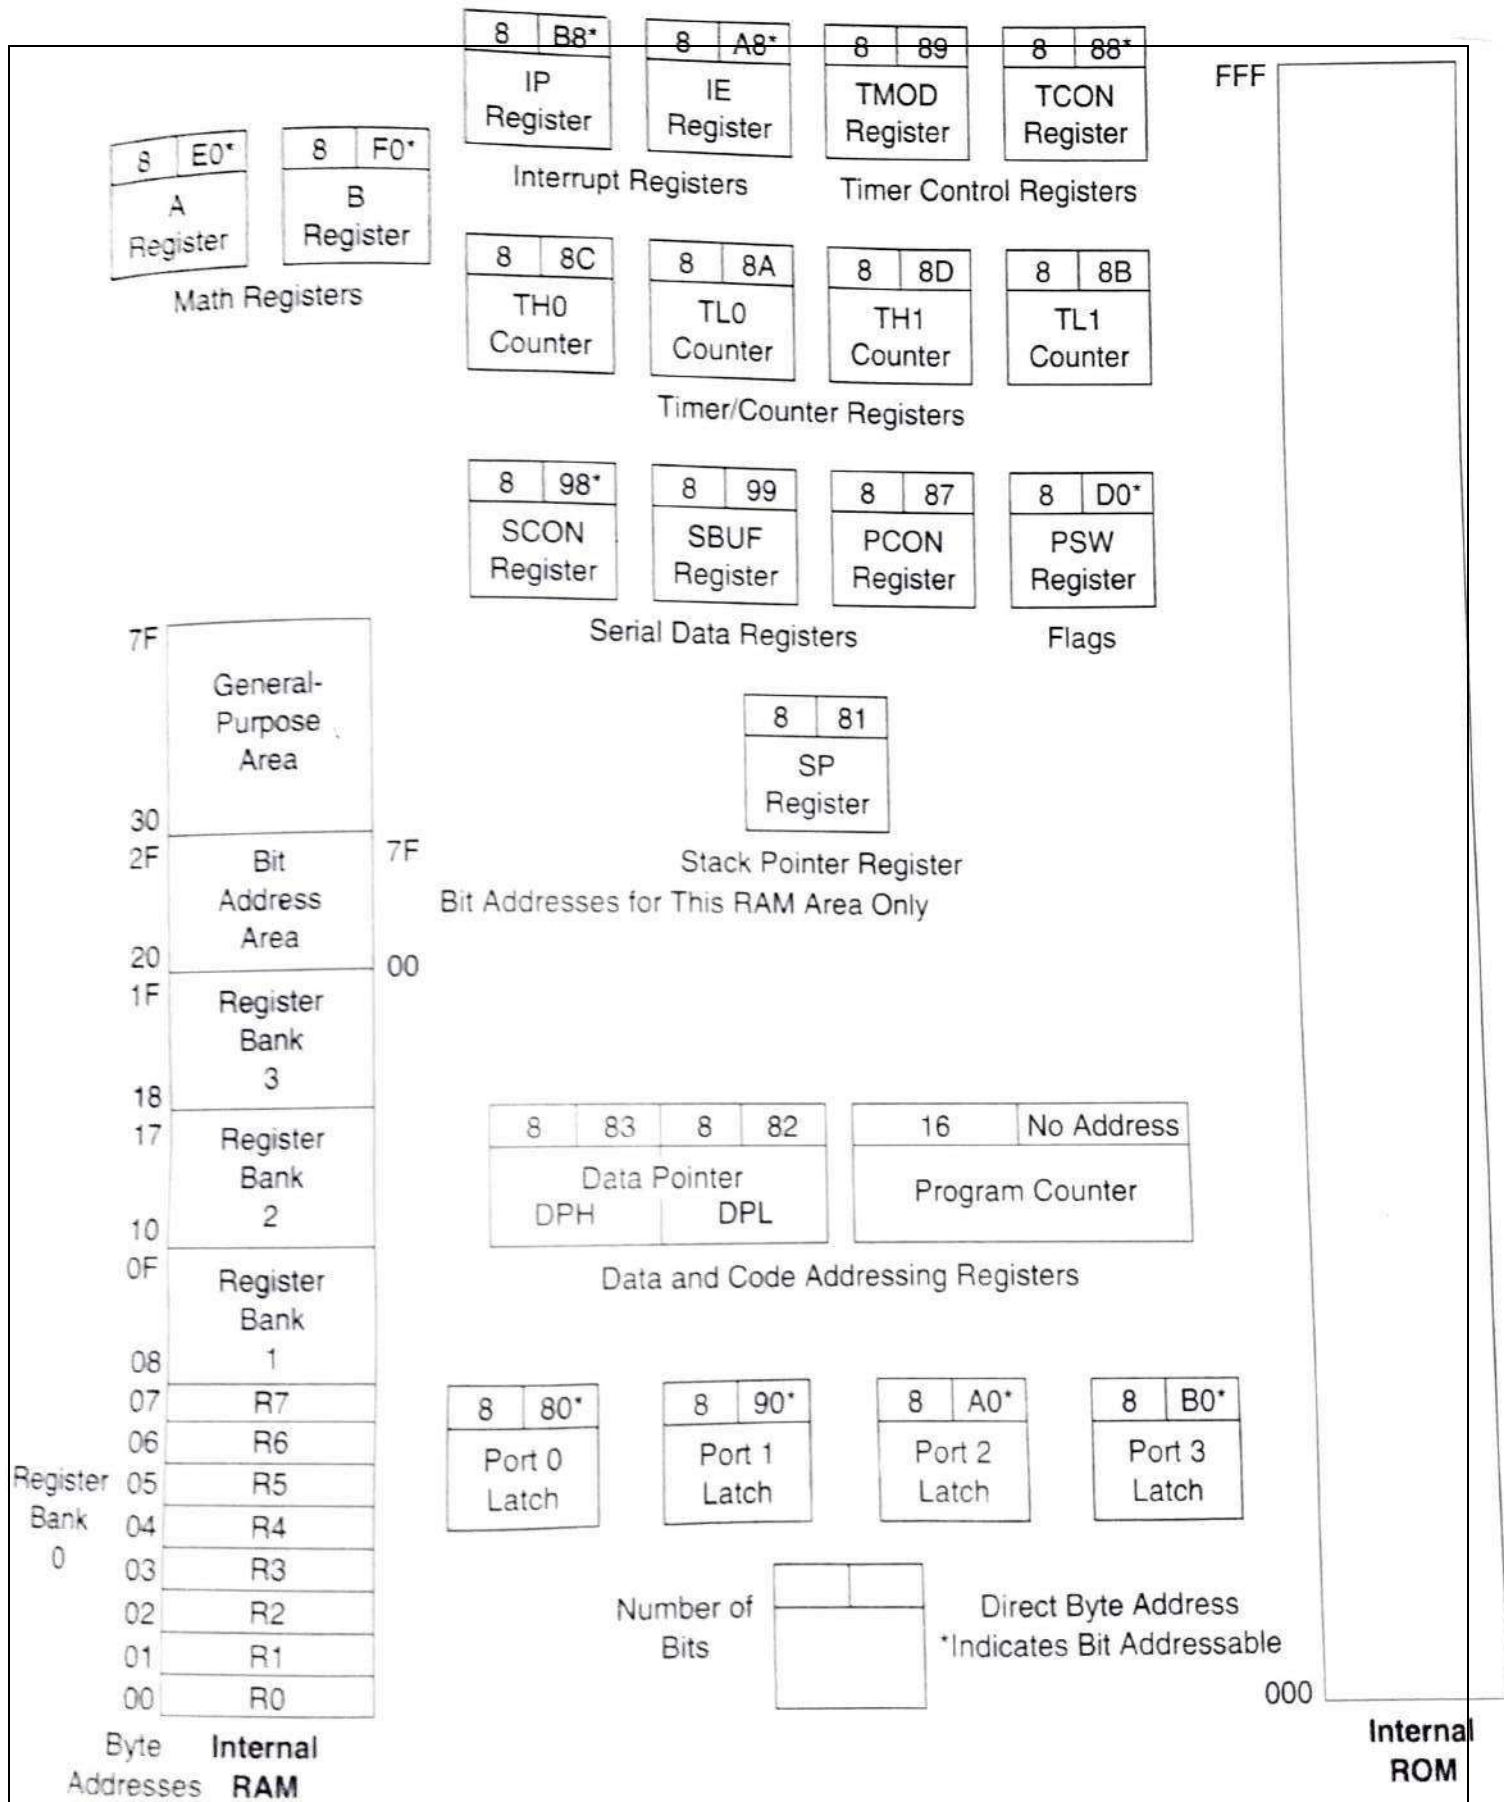 8 B8*
IP
Register
8 A8*
IE
Register
Interrupt Registers
8 89
TMOD
Register
8 88*
TCON
Register
Timer Control Registers
8 E0*
A
Register
8 F0*
B
Register
Math Registers
8 8C
TH0
Counter
8 8A
TL0
Counter
8 8D
TH1
Counter
8 8B
TL1
Counter
Timer/Counter Registers
8 98*
SCON
Register
8 99
SBUF
Register
8 87
PCON
Register
Serial Data Registers
8 D0*
PSW
Register
Flags
8 81
SP
Register
Stack Pointer Register
7F
General-
Purpose
Area
30
2F
Bit
Address
Area
20
7F
Bit Addresses for This RAM Area Only
00
1F
Register
Bank
3
18
17
Register
Bank
2
10
0F
Register
Bank
1
08
07 R7
06 R6
05 R5
04 R4
03 R3
02 R2
01 R1
00 R0
Register
Bank
0
Byte
Addresses
Internal
RAM
8 83 8 82
Data Pointer
DPH DPL
16 No Address
Program Counter
Data and Code Addressing Registers
8 80*
Port 0
Latch
8 90*
Port 1
Latch
8 A0*
Port 2
Latch
8 B0*
Port 3
Latch
Number of
Bits
Direct Byte Address
*Indicates Bit Addressable
FFF
000
Internal
ROM